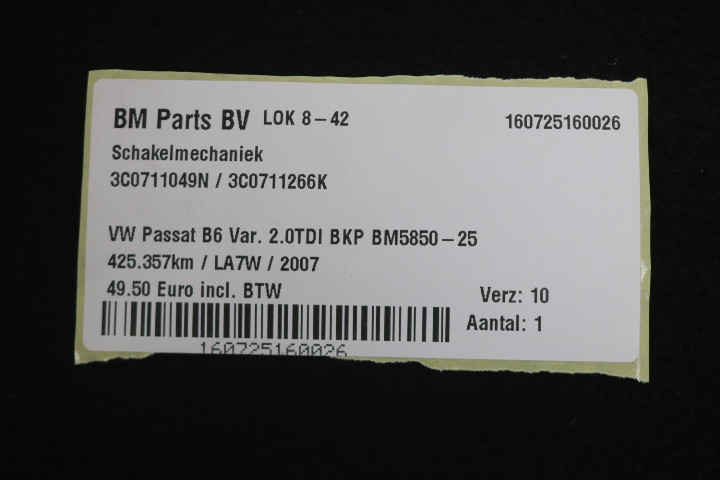 BM Parts BV LOK 8-42 160725160026
Schakelmechaniek
3C0711049N / 3C0711266K
VW Passat B6 Var. 2.0TDI BKP BM5850-25
425.357km / LA7W / 2007
49.50 Euro incl. BTW Verz: 10
Aantal: 1
160725160026